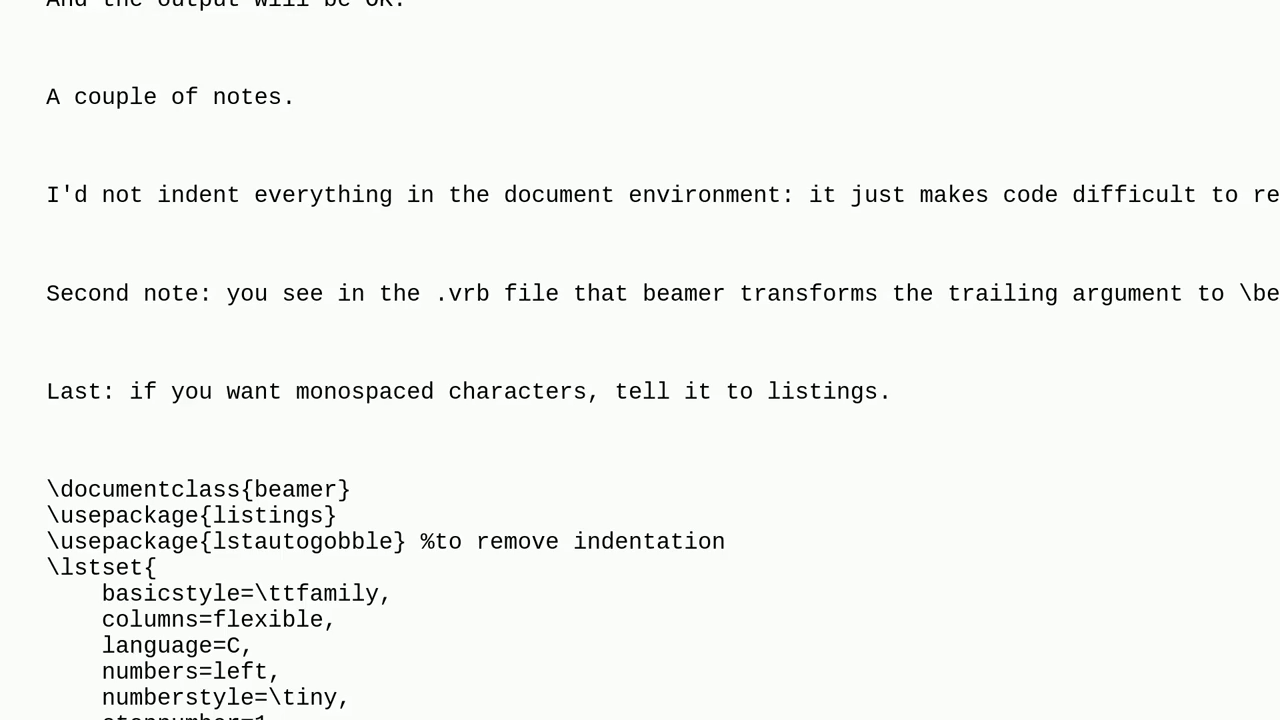 And the output will be OK.
A couple of notes.
I'd not indent everything in the document environment: it just makes code difficult to re
Second note: you see in the .vrb file that beamer transforms the trailing argument to \be
Last: if you want monospaced characters, tell it to listings.
\documentclass{beamer}
\usepackage{listings}
\usepackage{lstautogobble} %to remove indentation
\lstset{
    basicstyle=\ttfamily,
    columns=flexible,
    language=C,
    numbers=left,
    numberstyle=\tiny,
    stepnumber=1